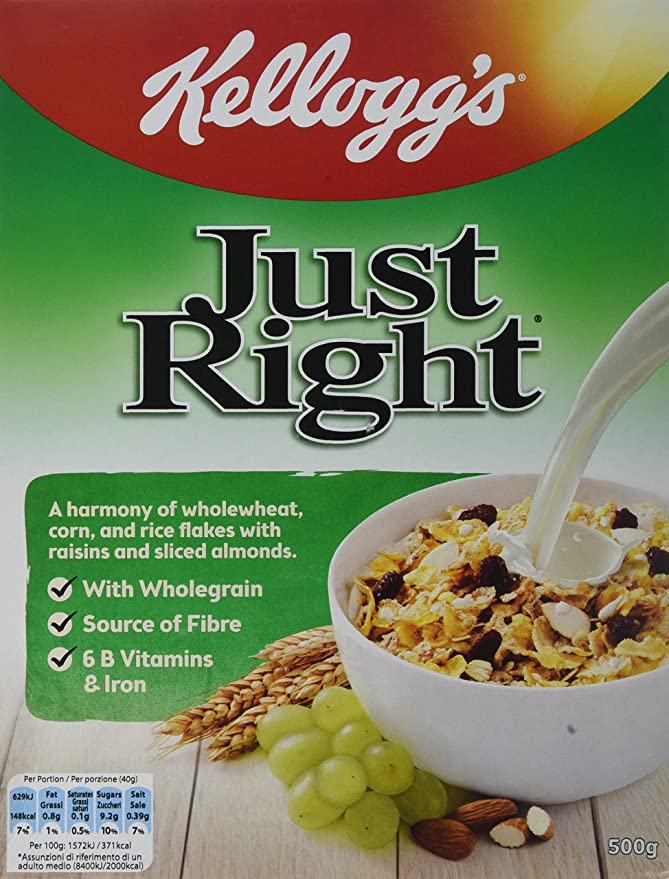 Kellogg's®
Just
Right®
A harmony of wholewheat,
corn, and rice flakes with
raisins and sliced almonds.
With Wholegrain
Source of Fibre
6 B Vitamins
& Iron
Per Portion / Per porzione (40g)
629kJ
148kcal
7%*
Fat
Grassi
0.8g
1%
Saturates
Grassi
saturi
0.1g
0.5%
Sugars
Zuccheri
9.2g
10%
Salt
Sale
0.39g
7%
Per 100g: 1572kJ / 371kcal
*Assunzioni di riferimento di un
adulto medio (8400kJ/2000kcal)
500g